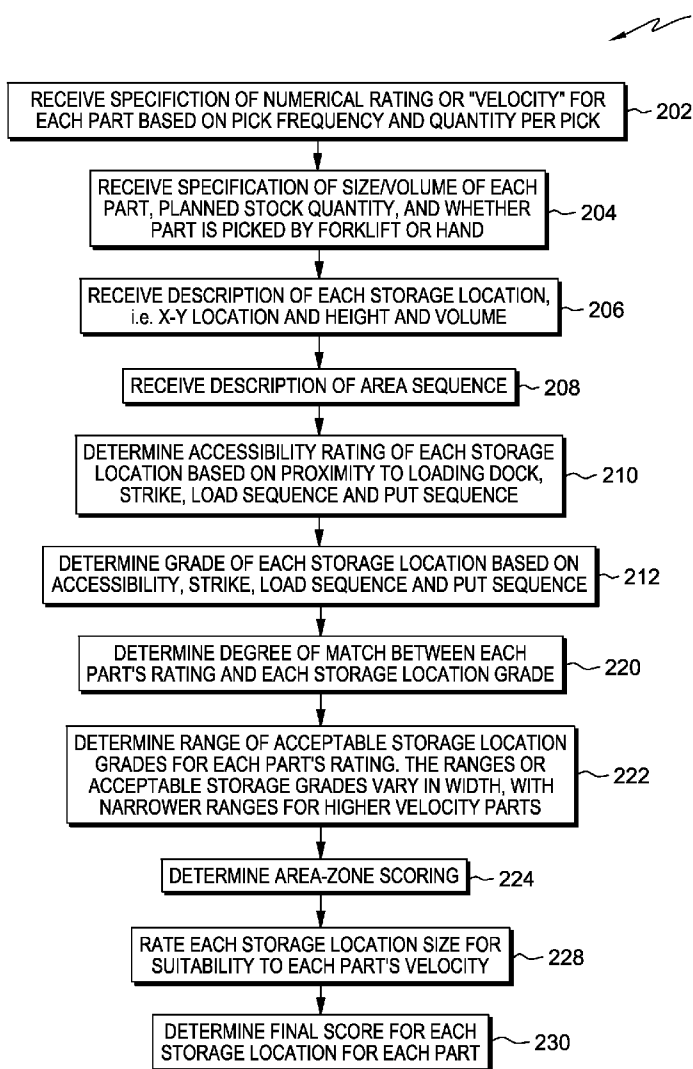 RECEIVE SPECIFICTION OF NUMERICAL RATING OR "VELOCITY" FOR
EACH PART BASED ON PICK FREQUENCY AND QUANTITY PER PICK
202
RECEIVE SPECIFICATION OF SIZE/VOLUME OF EACH
PART, PLANNED STOCK QUANTITY, AND WHETHER
PART IS PICKED BY FORKLIFT OR HAND
204
RECEIVE DESCRIPTION OF EACH STORAGE LOCATION,
i.e. X-Y LOCATION AND HEIGHT AND VOLUME
206
RECEIVE DESCRIPTION OF AREA SEQUENCE
208
DETERMINE ACCESSIBILITY RATING OF EACH STORAGE
LOCATION BASED ON PROXIMITY TO LOADING DOCK,
STRIKE, LOAD SEQUENCE AND PUT SEQUENCE
210
DETERMINE GRADE OF EACH STORAGE LOCATION BASED ON
ACCESSIBILITY, STRIKE, LOAD SEQUENCE AND PUT SEQUENCE
212
DETERMINE DEGREE OF MATCH BETWEEN EACH
PART'S RATING AND EACH STORAGE LOCATION GRADE
220
DETERMINE RANGE OF ACCEPTABLE STORAGE LOCATION
GRADES FOR EACH PART'S RATING. THE RANGES OR
ACCEPTABLE STORAGE GRADES VARY IN WIDTH, WITH
NARROWER RANGES FOR HIGHER VELOCITY PARTS
222
DETERMINE AREA-ZONE SCORING
224
RATE EACH STORAGE LOCATION SIZE FOR
SUITABILITY TO EACH PART'S VELOCITY
228
DETERMINE FINAL SCORE FOR EACH
STORAGE LOCATION FOR EACH PART
230